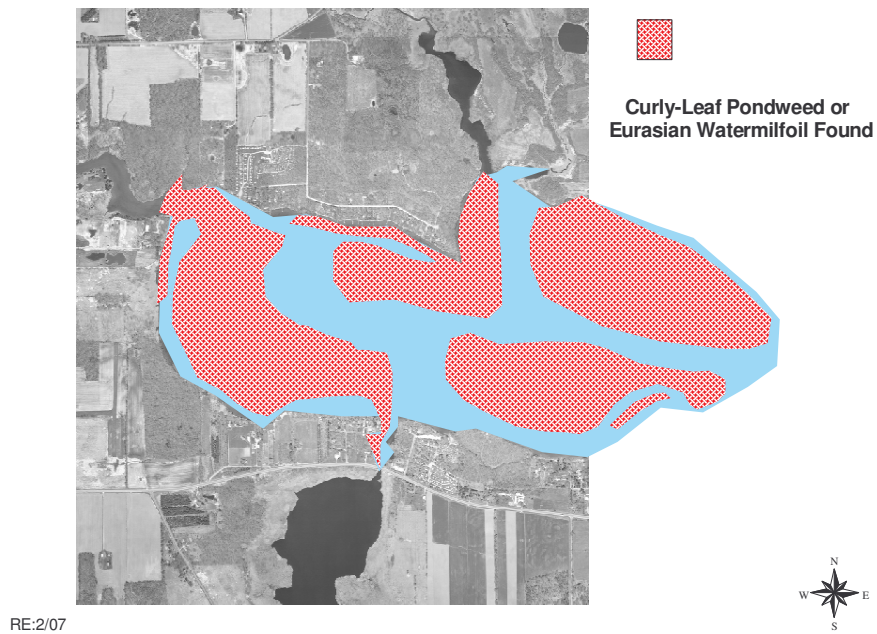 Curly-Leaf Pondweed or
Eurasian Watermilfoil Found
N
W E
S
RE:2/07